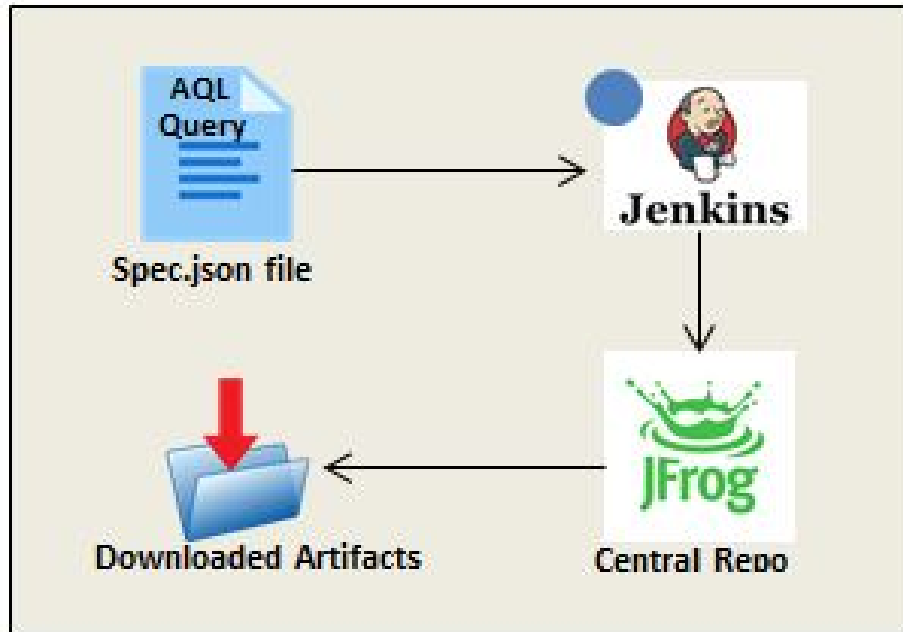 AQL
Query
Spec.json file
Jenkins
JFrog
Central Repo
Downloaded Artifacts